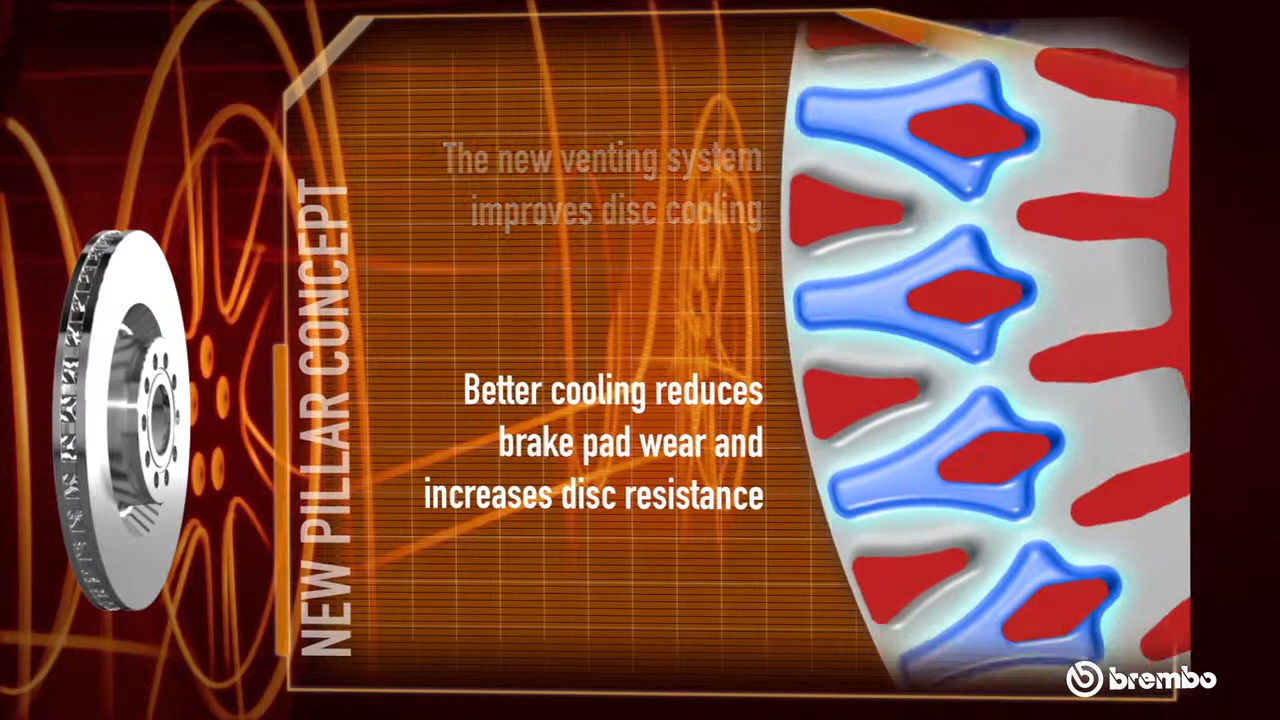 NEW PILLAR CONCEPT
The new venting system
improves disc cooling
Better cooling reduces
brake pad wear and
increases disc resistance
brembo